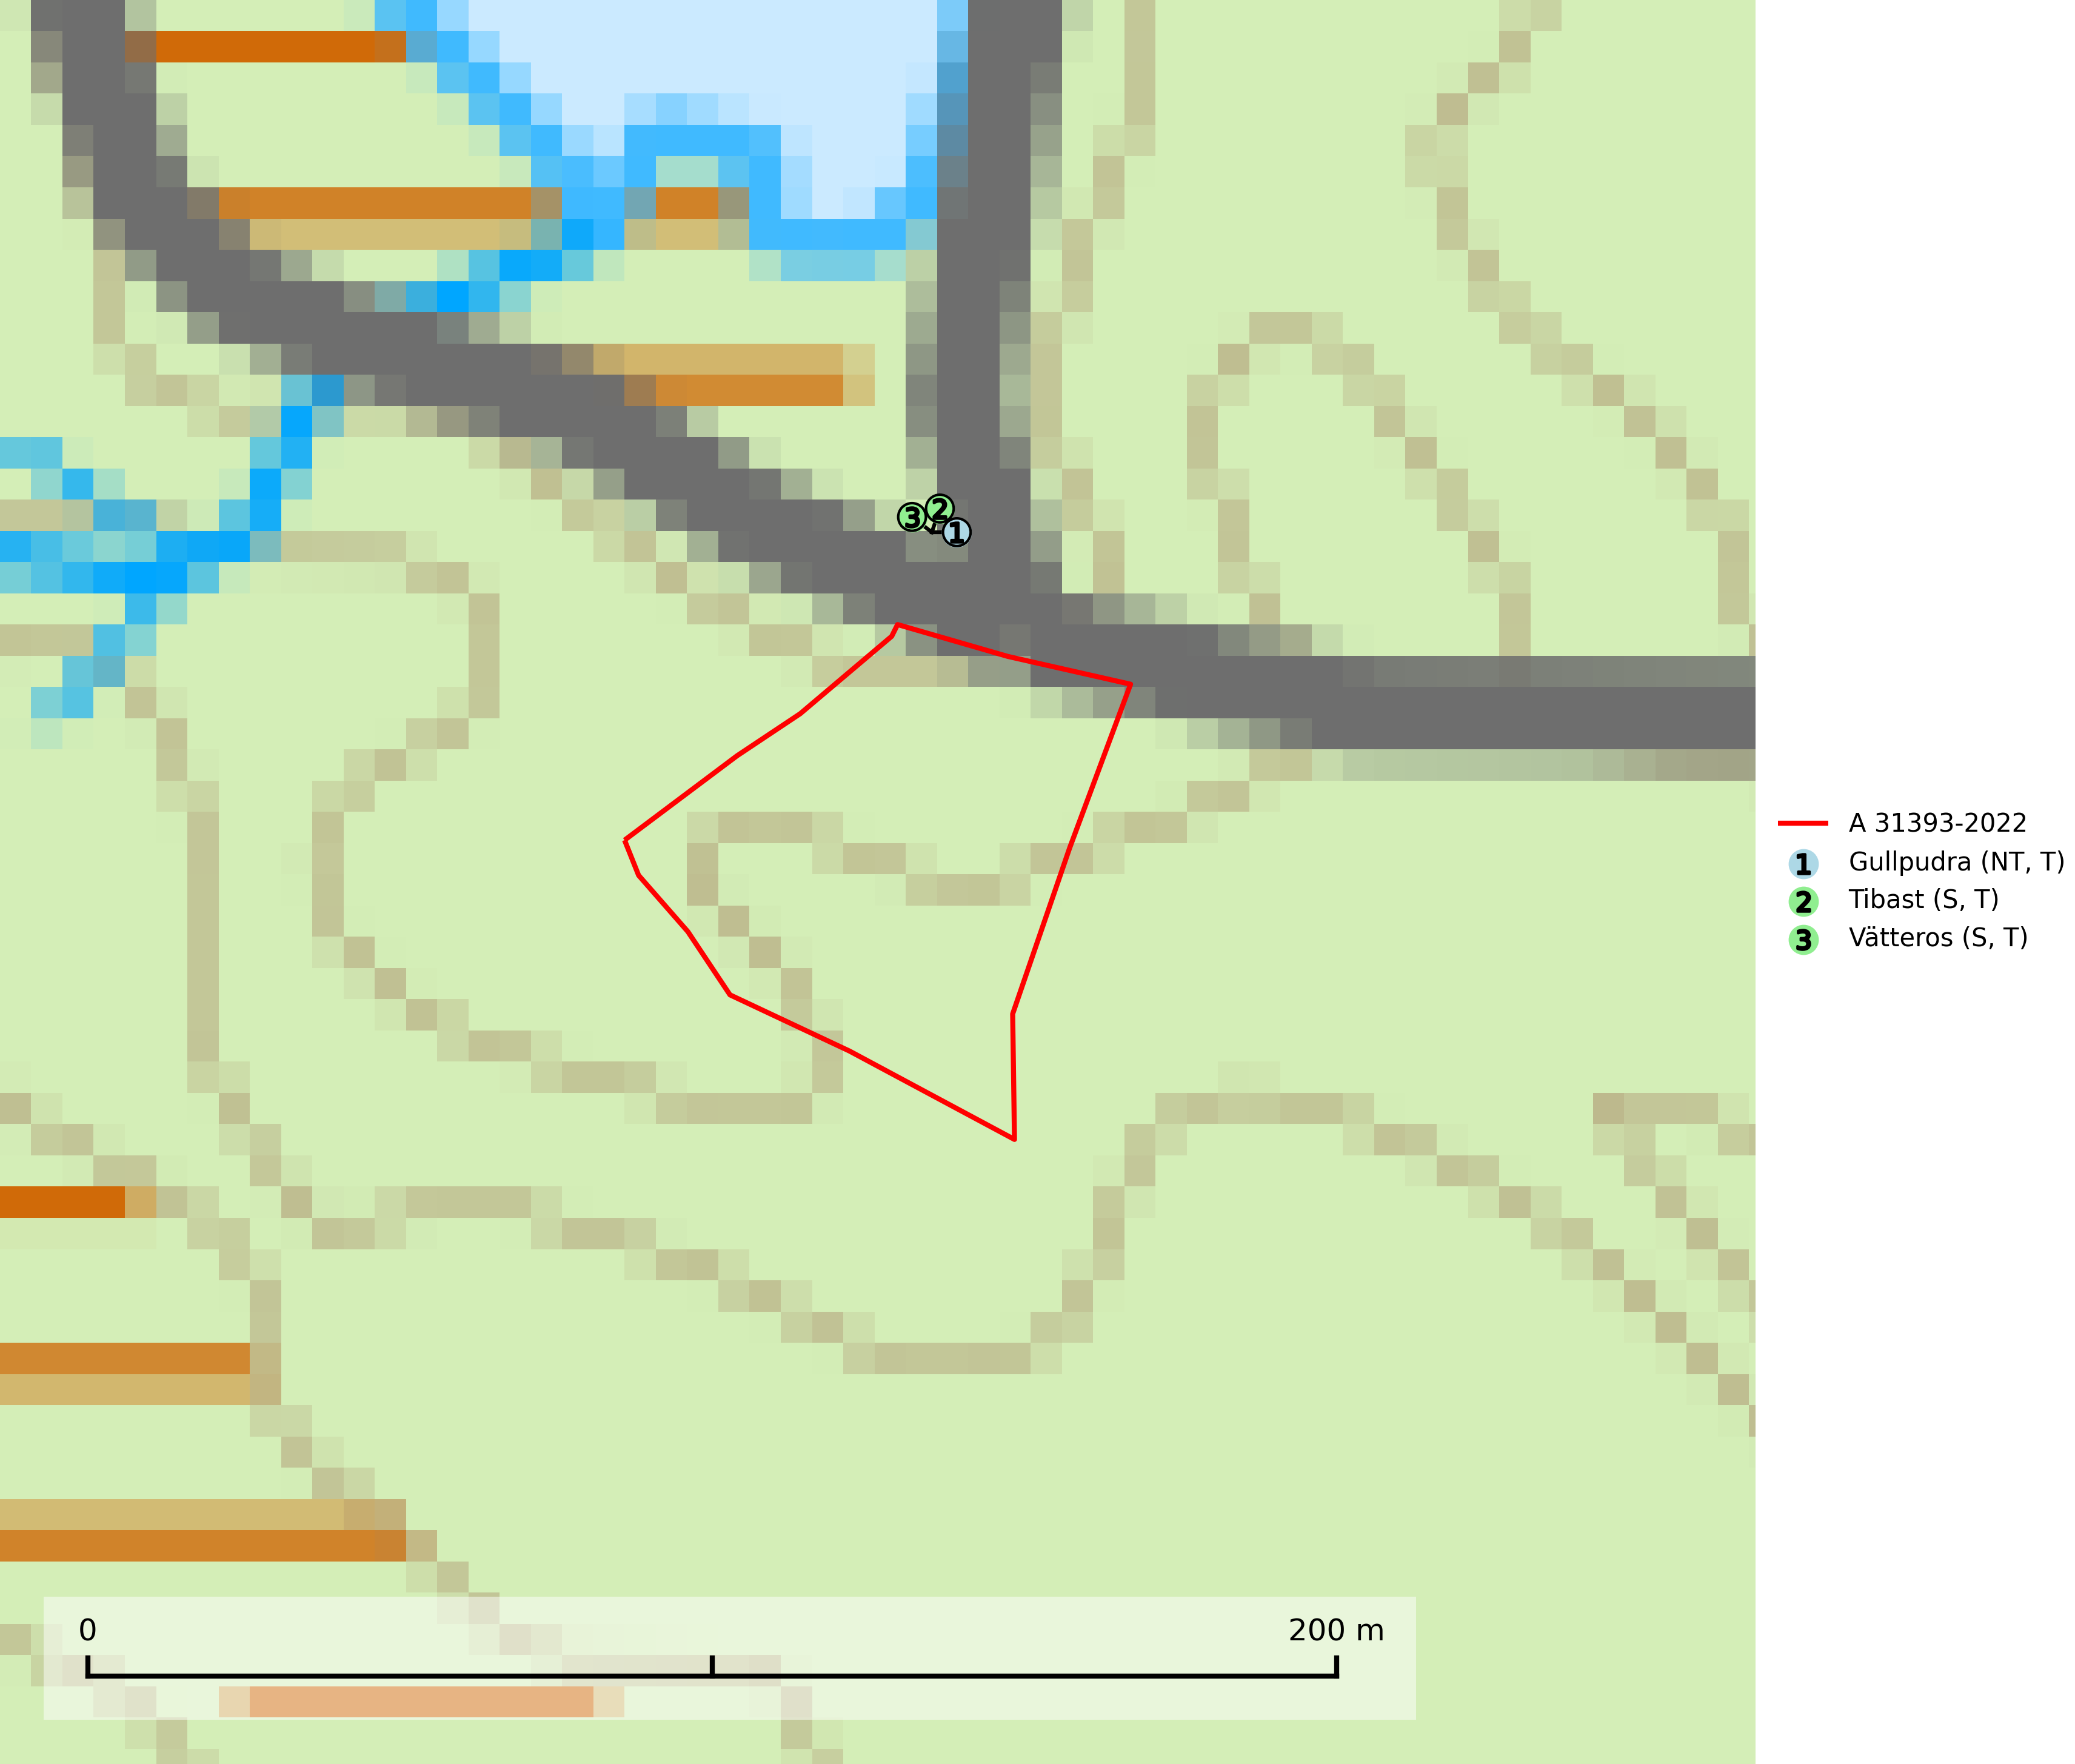 3 2
1
A 31393-2022
1 Gullpudra (NT, T)
2 Tibast (S, T)
3 Vätteros (S, T)
0 200 m